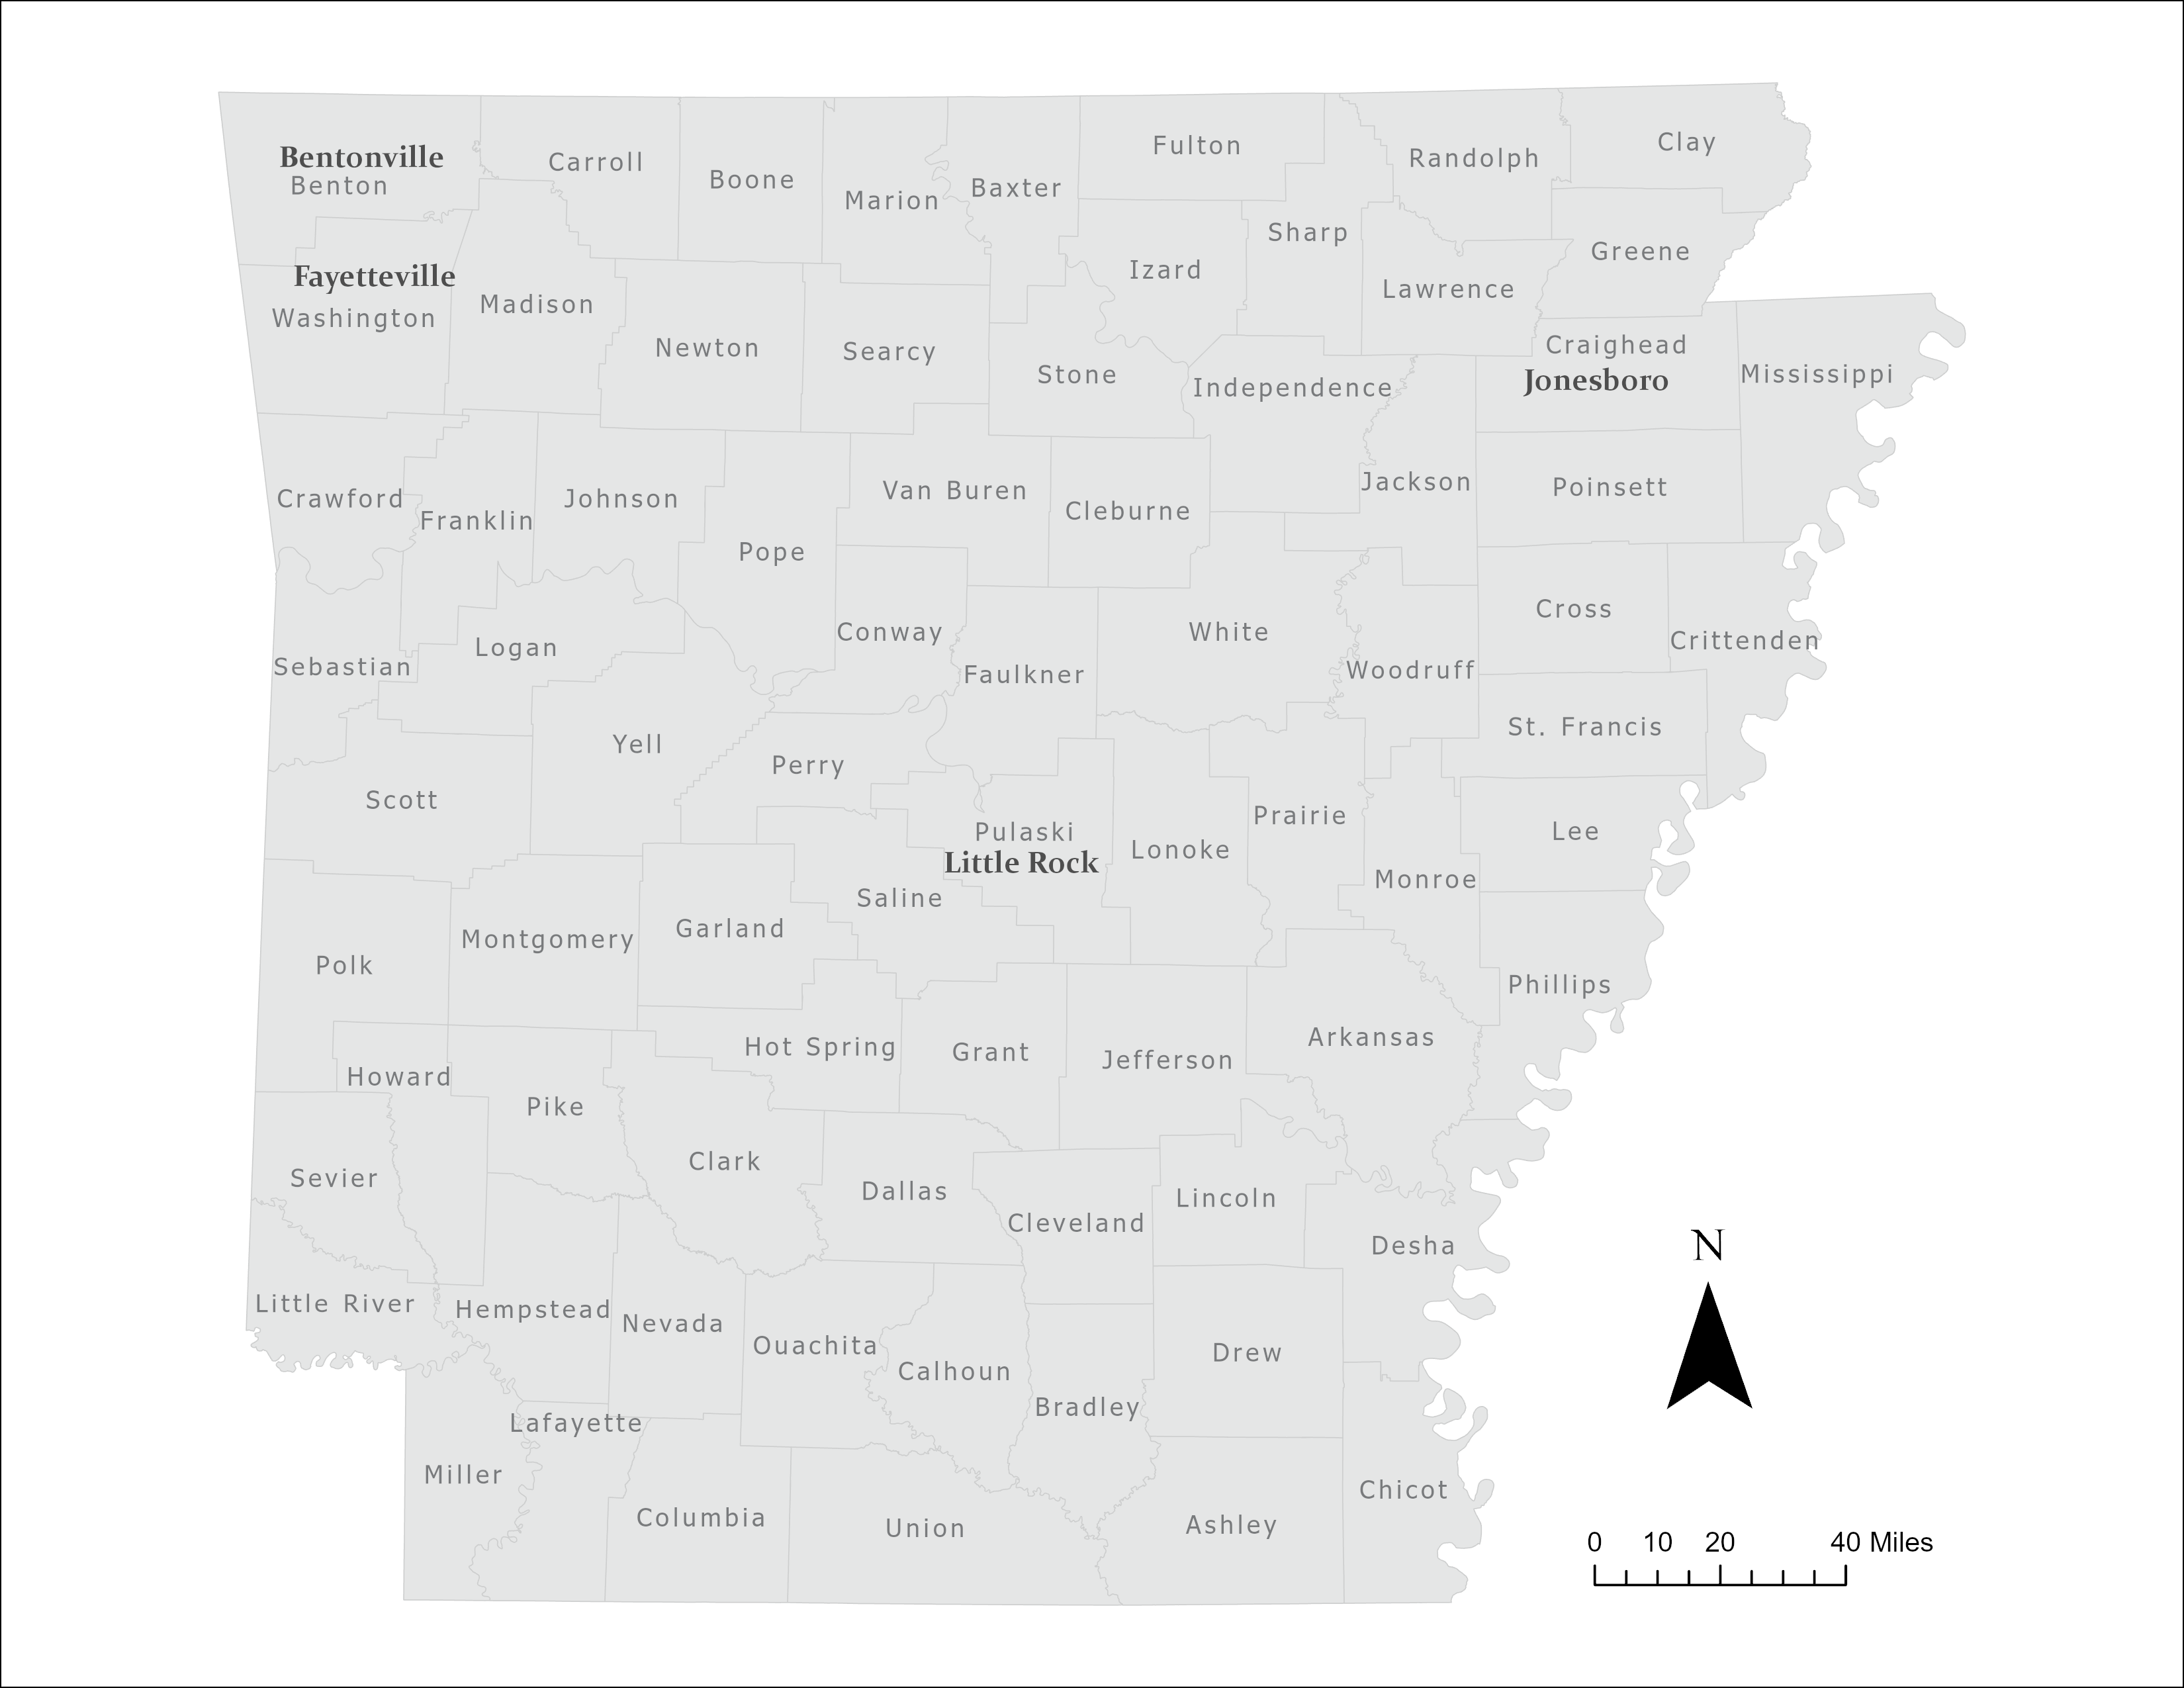 Clay
Fulton
Bentonville
Randolph
Carroll
Boone
Benton
Baxter
Marion
Sharp
Greene
Izard
Fayetteville
Lawrence
Madison
Washington
Craighead
Newton
Searcy
Stone
Mississippi
Jonesboro
Independence
Jackson
Poinsett
Van Buren
Crawford
Johnson
Cleburne
Franklin
Pope
Cross
Conway
White
Crittenden
Logan
Sebastian
Woodruff
Faulkner
St. Francis
Yell
Perry
Scott
Prairie
Pulaski
Lee
Lonoke
Little Rock
Monroe
Saline
Garland
Montgomery
Polk
Phillips
Arkansas
Hot Spring
Grant
Jefferson
Howard
Pike
Clark
Sevier
Dallas
Lincoln
Cleveland
Desha
N
Little River
Hempstead
Nevada
Ouachita
Drew
Calhoun
Bradley
Lafayette
Miller
Chicot
Columbia
Ashley
Union
0 10 20 40 Miles